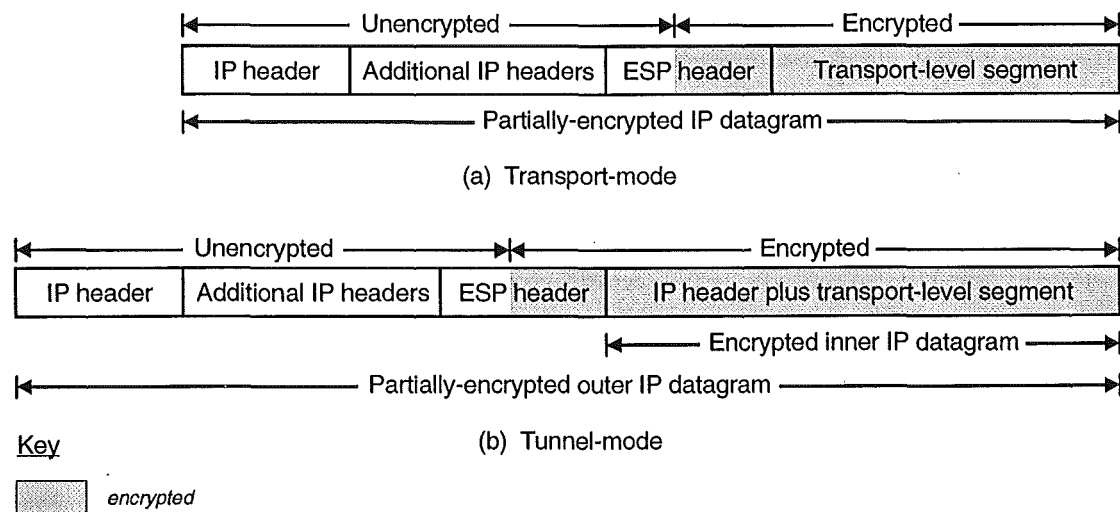 Unencrypted Encrypted
IP header Additional IP headers ESP header Transport-level segment
Partially-encrypted IP datagram
(a) Transport-mode
Unencrypted Encrypted
IP header Additional IP headers ESP header IP header plus transport-level segment
Encrypted inner IP datagram
Partially-encrypted outer IP datagram
(b) Tunnel-mode
Key
encrypted